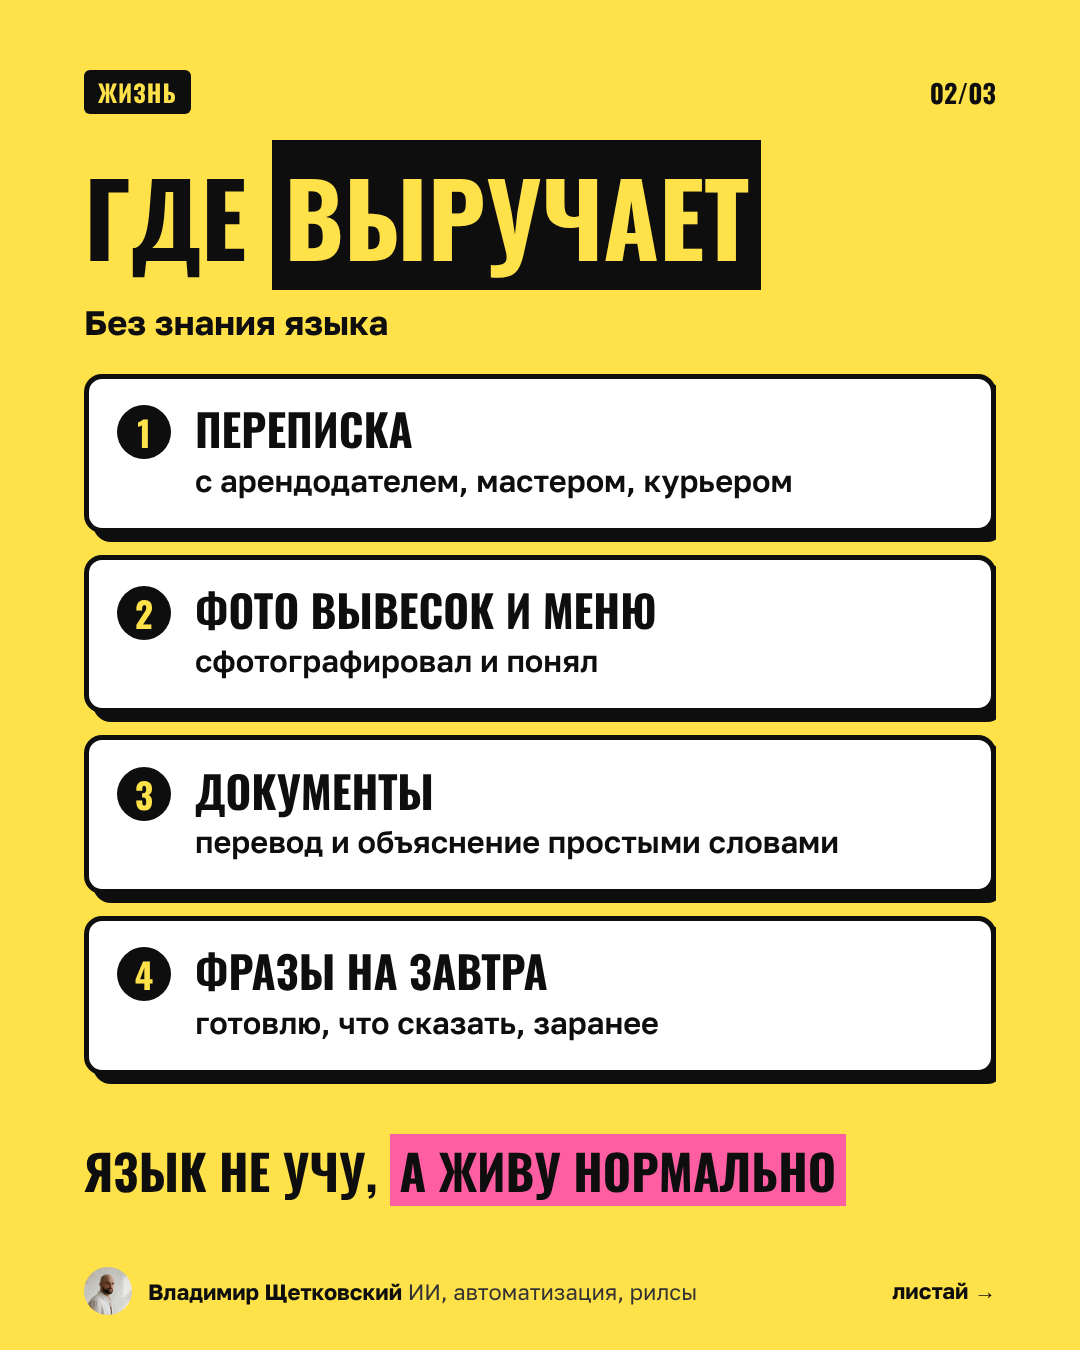 ЖИЗНЬ
02/03
ГДЕ ВЫРУЧАЕТ
Без знания языка
1 ПЕРЕПИСКА
с арендодателем, мастером, курьером
2 ФОТО ВЫВЕСОК И МЕНЮ
сфотографировал и понял
3 ДОКУМЕНТЫ
перевод и объяснение простыми словами
4 ФРАЗЫ НА ЗАВТРА
готовлю, что сказать, заранее
ЯЗЫК НЕ УЧУ, А ЖИВУ НОРМАЛЬНО
Владимир Щетковский ИИ, автоматизация, рилсы
листай →